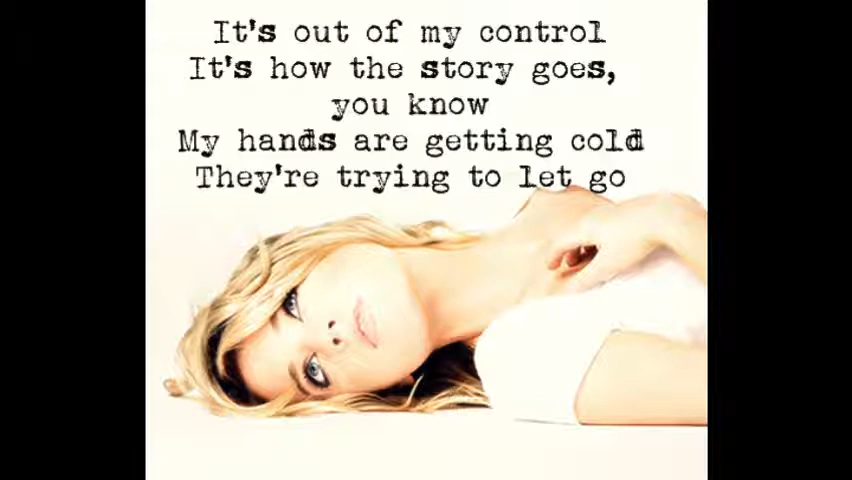 It's out of my control
It's how the story goes,
you know
My hands are getting cold
They're trying to let go